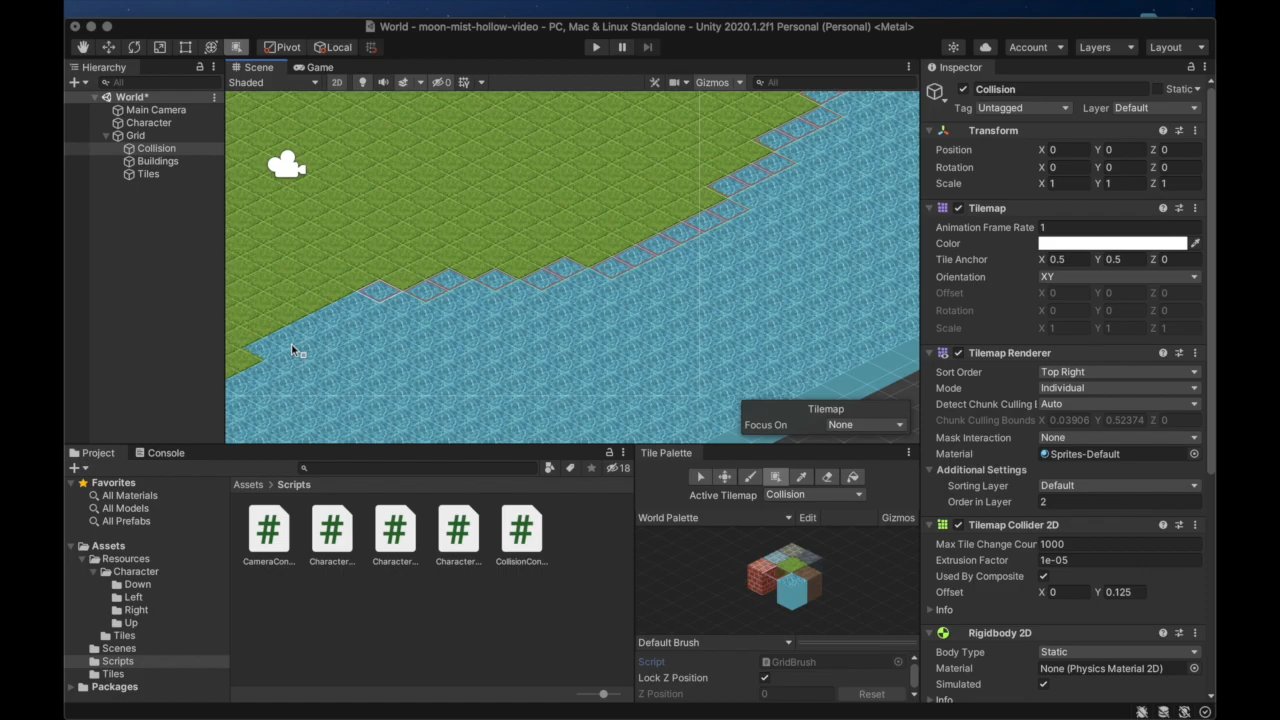 World - moon-mist-hollow-video - PC, Mac & Linux Standalone - Unity 2020.1.2f1 Personal (Personal) <Metal>
Pivot Local Account Layers Layout
Hierarchy
All
World*
Main Camera
Character
Grid
Collision
Buildings
Tiles
Scene Game
Shaded 2D 0 Gizmos All
Tilemap
Focus On None
Inspector
Collision Static
Tag Untagged Layer Default
Transform
Position X 0 Y 0 Z 0
Rotation X 0 Y 0 Z 0
Scale X 1 Y 1 Z 1
Tilemap
Animation Frame Rate 1
Color
Tile Anchor X 0.5 Y 0.5 Z 0
Orientation XY
Offset X 0 Y 0 Z 0
Rotation X 0 Y 0 Z 0
Scale X 1 Y 1 Z 1
Tilemap Renderer
Sort Order Top Right
Mode Individual
Detect Chunk Culling Auto
Chunk Culling Bounds X 0.03906 Y 0.52374 Z 0
Mask Interaction None
Material Sprites-Default
Additional Settings
Sorting Layer Default
Order in Layer 2
Tilemap Collider 2D
Max Tile Change Cour 1000
Extrusion Factor 1e-05
Used By Composite
Offset X 0 Y 0.125
Info
Rigidbody 2D
Body Type Static
Material None (Physics Material 2D)
Simulated
Info
Project Console
18
Favorites
All Materials
All Models
All Prefabs
Assets
Resources
Character
Down
Left
Right
Up
Tiles
Scenes
Scripts
Tiles
Packages
Assets > Scripts
CameraCon... Character... Character... Character... CollisionCon...
Tile Palette
Active Tilemap Collision
World Palette Edit Gizmos
Default Brush
Script GridBrush
Lock Z Position
Z Position 0 Reset